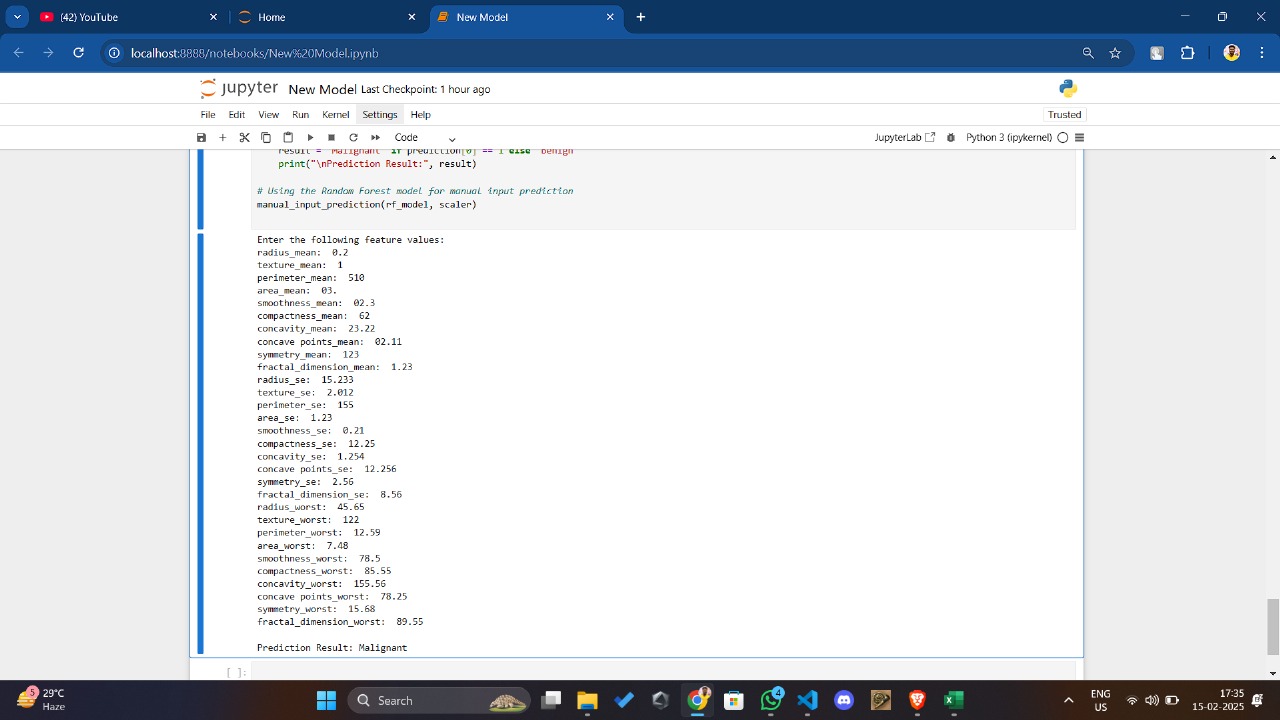 (42) YouTube
Home
New Model
localhost:8888/notebooks/New%20Model.ipynb
jupyter New Model Last Checkpoint: 1 hour ago
File Edit View Run Kernel Settings Help
Trusted
Code
JupyterLab
Python 3 (ipykernel)
result = "Malignant" if prediction[0] == 1 else "Benign"
print("\nPrediction Result:", result)
# Using the Random Forest model for manual input prediction
manual_input_prediction(rf_model, scaler)
Enter the following feature values:
radius_mean: 0.2
texture_mean: 1
perimeter_mean: 510
area_mean: 03.
smoothness_mean: 02.3
compactness_mean: 62
concavity_mean: 23.22
concave points_mean: 02.11
symmetry_mean: 123
fractal_dimension_mean: 1.23
radius_se: 15.233
texture_se: 2.012
perimeter_se: 155
area_se: 1.23
smoothness_se: 0.21
compactness_se: 12.25
concavity_se: 1.254
concave points_se: 12.256
symmetry_se: 2.56
fractal_dimension_se: 8.56
radius_worst: 45.65
texture_worst: 122
perimeter_worst: 12.59
area_worst: 7.48
smoothness_worst: 78.5
compactness_worst: 85.55
concavity_worst: 155.56
concave points_worst: 78.25
symmetry_worst: 15.68
fractal_dimension_worst: 89.55
Prediction Result: Malignant
[ ]:
5
29°C
Haze
Search
4
ENG
US
17:35
15-02-2025